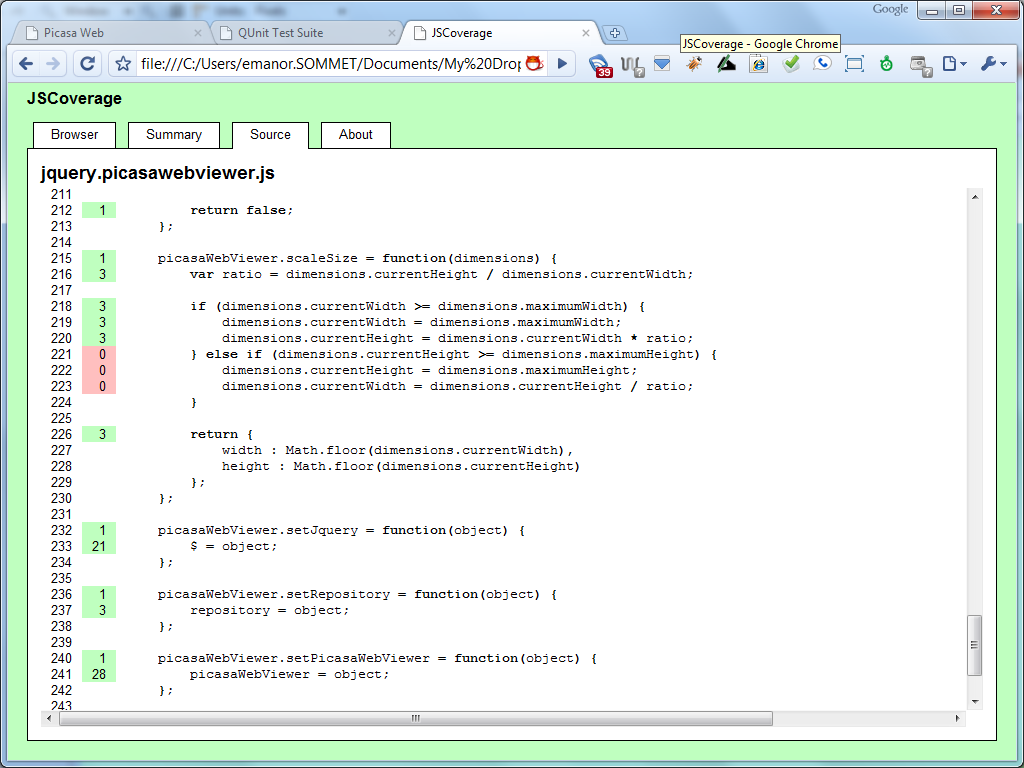 Google
Picasa Web
QUnit Test Suite
JSCoverage
JSCoverage - Google Chrome
file:///C:/Users/emanor.SOMMET/Documents/My%20Drop
39
JSCoverage
Browser Summary Source About
jquery.picasawebviewer.js
211
212 1 return false;
213 };
214
215 1 picasaWebViewer.scaleSize = function(dimensions) {
216 3 var ratio = dimensions.currentHeight / dimensions.currentWidth;
217
218 3 if (dimensions.currentWidth >= dimensions.maximumWidth) {
219 3 dimensions.currentWidth = dimensions.maximumWidth;
220 3 dimensions.currentHeight = dimensions.currentWidth * ratio;
221 0 } else if (dimensions.currentHeight >= dimensions.maximumHeight) {
222 0 dimensions.currentHeight = dimensions.maximumHeight;
223 0 dimensions.currentWidth = dimensions.currentHeight / ratio;
224 }
225
226 3 return {
227 width : Math.floor(dimensions.currentWidth),
228 height : Math.floor(dimensions.currentHeight)
229 };
230 };
231
232 1 picasaWebViewer.setJquery = function(object) {
233 21 $ = object;
234 };
235
236 1 picasaWebViewer.setRepository = function(object) {
237 3 repository = object;
238 };
239
240 1 picasaWebViewer.setPicasaWebViewer = function(object) {
241 28 picasaWebViewer = object;
242 };
243